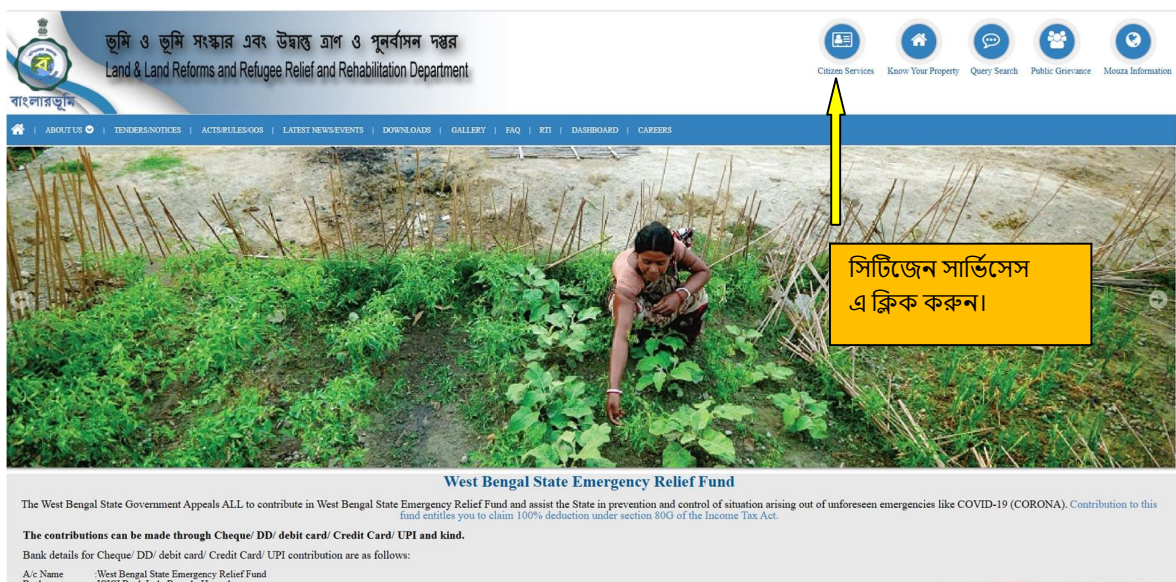 ভূমি ও ভূমি সংস্কার এবং উদ্বাস্তু ত্রাণ ও পুনর্বাসন দপ্তর
Land & Land Reforms and Refugee Relief and Rehabilitation Department
বাংলারভূমি
Citizen Services
Know Your Property
Query Search
Public Grievance
Mouza Information
ABOUT US | TENDERS/NOTICES | ACTS/RULES/GOS | LATEST NEWS/EVENTS | DOWNLOADS | GALLERY | FAQ | RTI | DASHBOARD | CAREERS
সিটিজেন সার্ভিসেস
এ ক্লিক করুন।
West Bengal State Emergency Relief Fund
The West Bengal State Government Appeals ALL to contribute in West Bengal State Emergency Relief Fund and assist the State in prevention and control of situation arising out of unforeseen emergencies like COVID-19 (CORONA). Contribution to this
fund entitles you to claim 100% deduction under section 80G of the Income Tax Act.
The contributions can be made through Cheque/ DD/ debit card/ Credit Card/ UPI and kind.
Bank details for Cheque/ DD/ debit card/ Credit Card/ UPI contribution are as follows:
A/c Name :West Bengal State Emergency Relief Fund